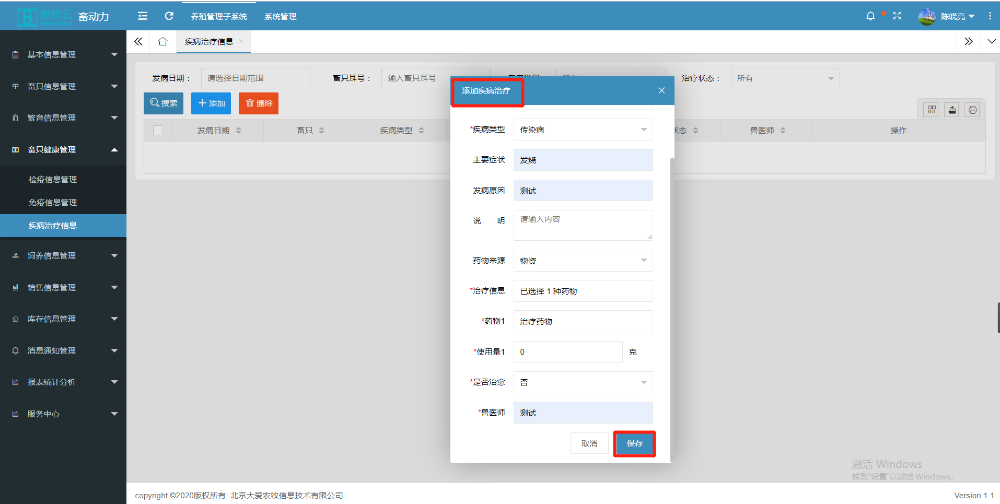 爱牧云
emarcloud
畜动力
养殖管理子系统
系统管理
陈晓亮
基本信息管理
畜只信息管理
繁育信息管理
畜只健康管理
检疫信息管理
免疫信息管理
疾病治疗信息
饲养信息管理
销售信息管理
库存信息管理
消息通知管理
报表统计分析
服务中心
疾病治疗信息
发病日期：
请选择日期范围
畜只耳号：
输入畜只耳号
治疗状态：
所有
搜索
添加
删除
发病日期
畜只
疾病类型
状态
兽医师
操作
添加疾病治疗
*疾病类型
传染病
主要症状
发烧
发病原因
测试
说 明
请输入内容
药物来源
物资
*治疗信息
已选择 1 种药物
*药物1
治疗药物
*使用量1
0
克
*是否治愈
否
*兽医师
测试
取消
保存
激活 Windows
转到"设置"以激活 Windows。
copyright ©2020版权所有: 北京大爱农牧信息技术有限公司
Version 1.1